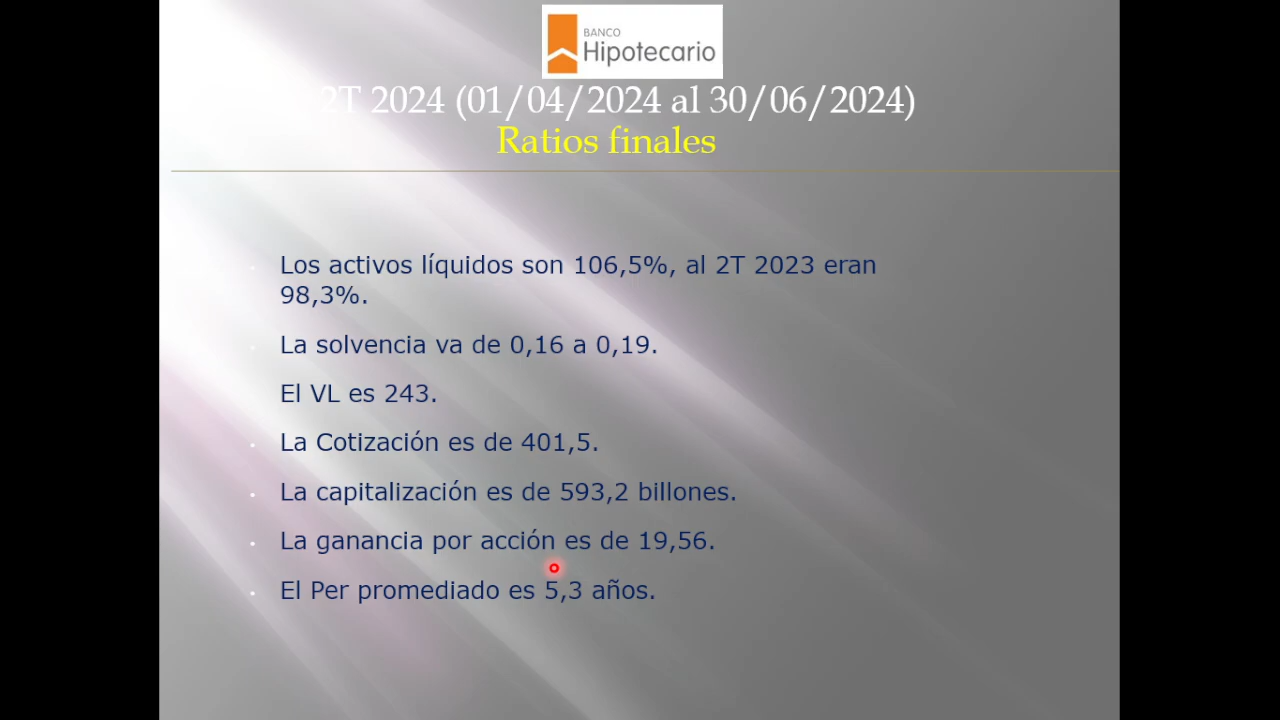 BANCO
Hipotecario
2T 2024 (01/04/2024 al 30/06/2024)
Ratios finales
Los activos líquidos son 106,5%, al 2T 2023 eran
98,3%.
La solvencia va de 0,16 a 0,19.
El VL es 243.
La Cotización es de 401,5.
La capitalización es de 593,2 billones.
La ganancia por acción es de 19,56.
El Per promediado es 5,3 años.